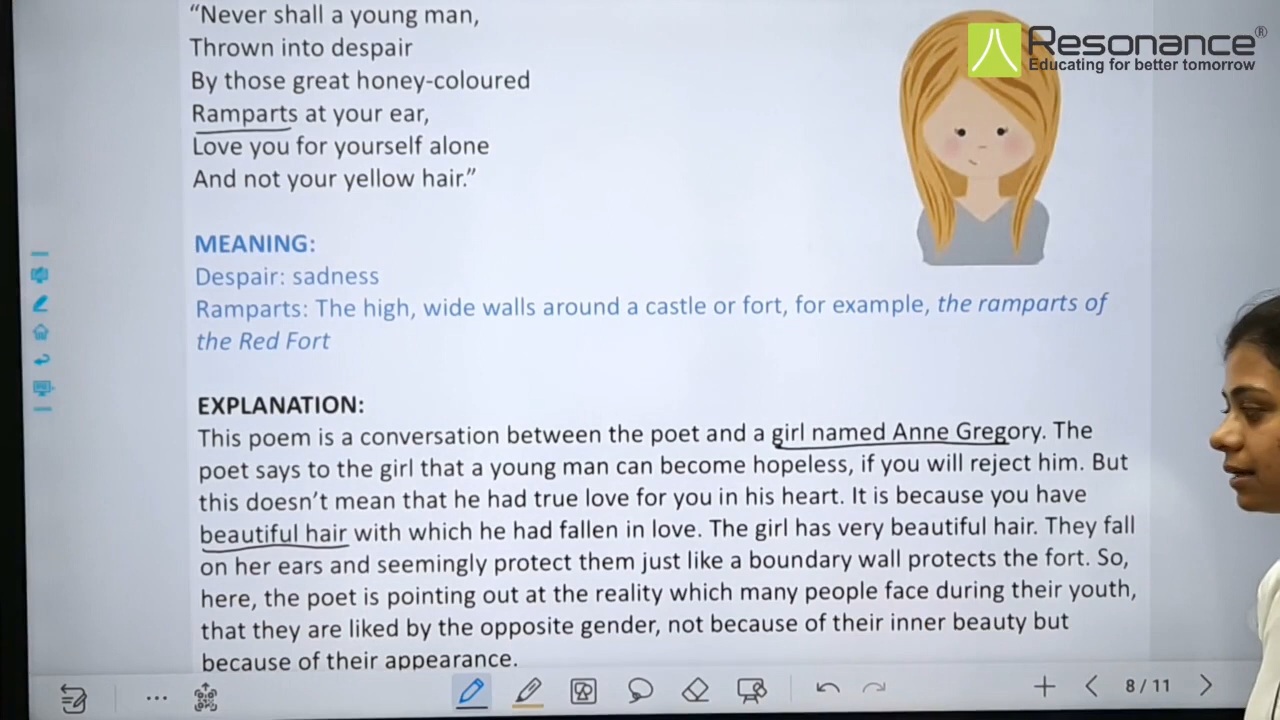 “Never shall a young man,
Thrown into despair
By those great honey-coloured
Ramparts at your ear,
Love you for yourself alone
And not your yellow hair.”
Resonance®
Educating for better tomorrow
MEANING:
Despair: sadness
Ramparts: The high, wide walls around a castle or fort, for example, the ramparts of
the Red Fort
EXPLANATION:
This poem is a conversation between the poet and a girl named Anne Gregory. The
poet says to the girl that a young man can become hopeless, if you will reject him. But
this doesn’t mean that he had true love for you in his heart. It is because you have
beautiful hair with which he had fallen in love. The girl has very beautiful hair. They fall
on her ears and seemingly protect them just like a boundary wall protects the fort. So,
here, the poet is pointing out at the reality which many people face during their youth,
that they are liked by the opposite gender, not because of their inner beauty but
because of their appearance.
8 / 11